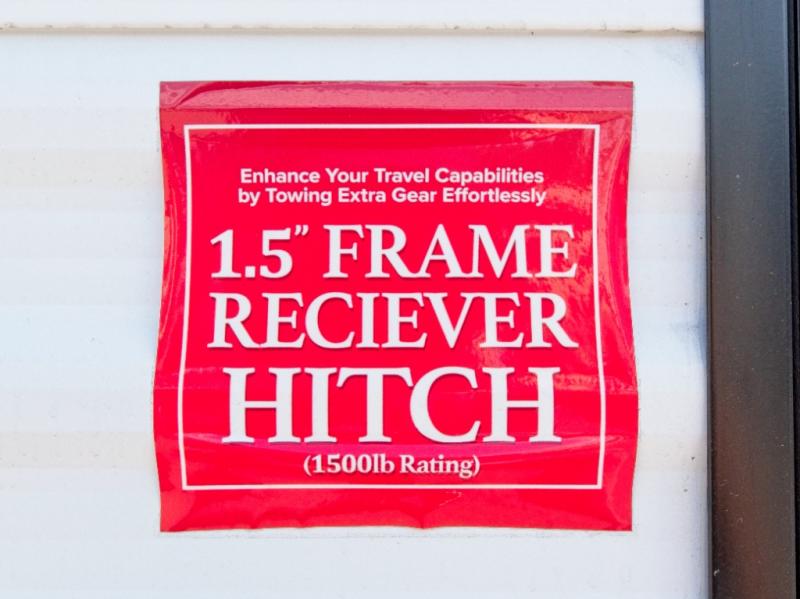 Enhance Your Travel Capabilities
by Towing Extra Gear Effortlessly
1.5” FRAME
RECIEVER
HITCH
(1500lb Rating)